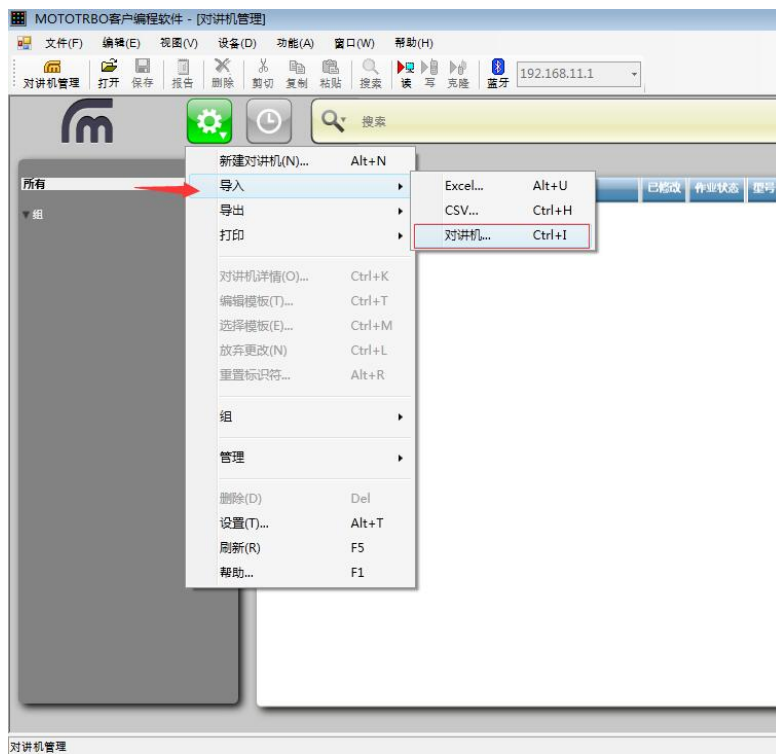 MOTOTRBO客户编程软件 - [对讲机管理]
文件(F) 编辑(E) 视图(V) 设备(D) 功能(A) 窗口(W) 帮助(H)
对讲机管理 打开 保存 报告 删除 剪切 复制 粘贴 搜索 读 写 克隆 蓝牙 192.168.11.1
搜索
新建对讲机(N)... Alt+N
所有 导入 Excel... Alt+U 已修改 作业状态 型号
组 导出 CSV... Ctrl+H
打印 对讲机... Ctrl+I
对讲机详情(O)... Ctrl+K
编辑模板(T)... Ctrl+T
选择模板(E)... Ctrl+M
放弃更改(N) Ctrl+L
重置标识符... Alt+R
组
管理
删除(D) Del
设置(T)... Alt+T
刷新(R) F5
帮助... F1
对讲机管理